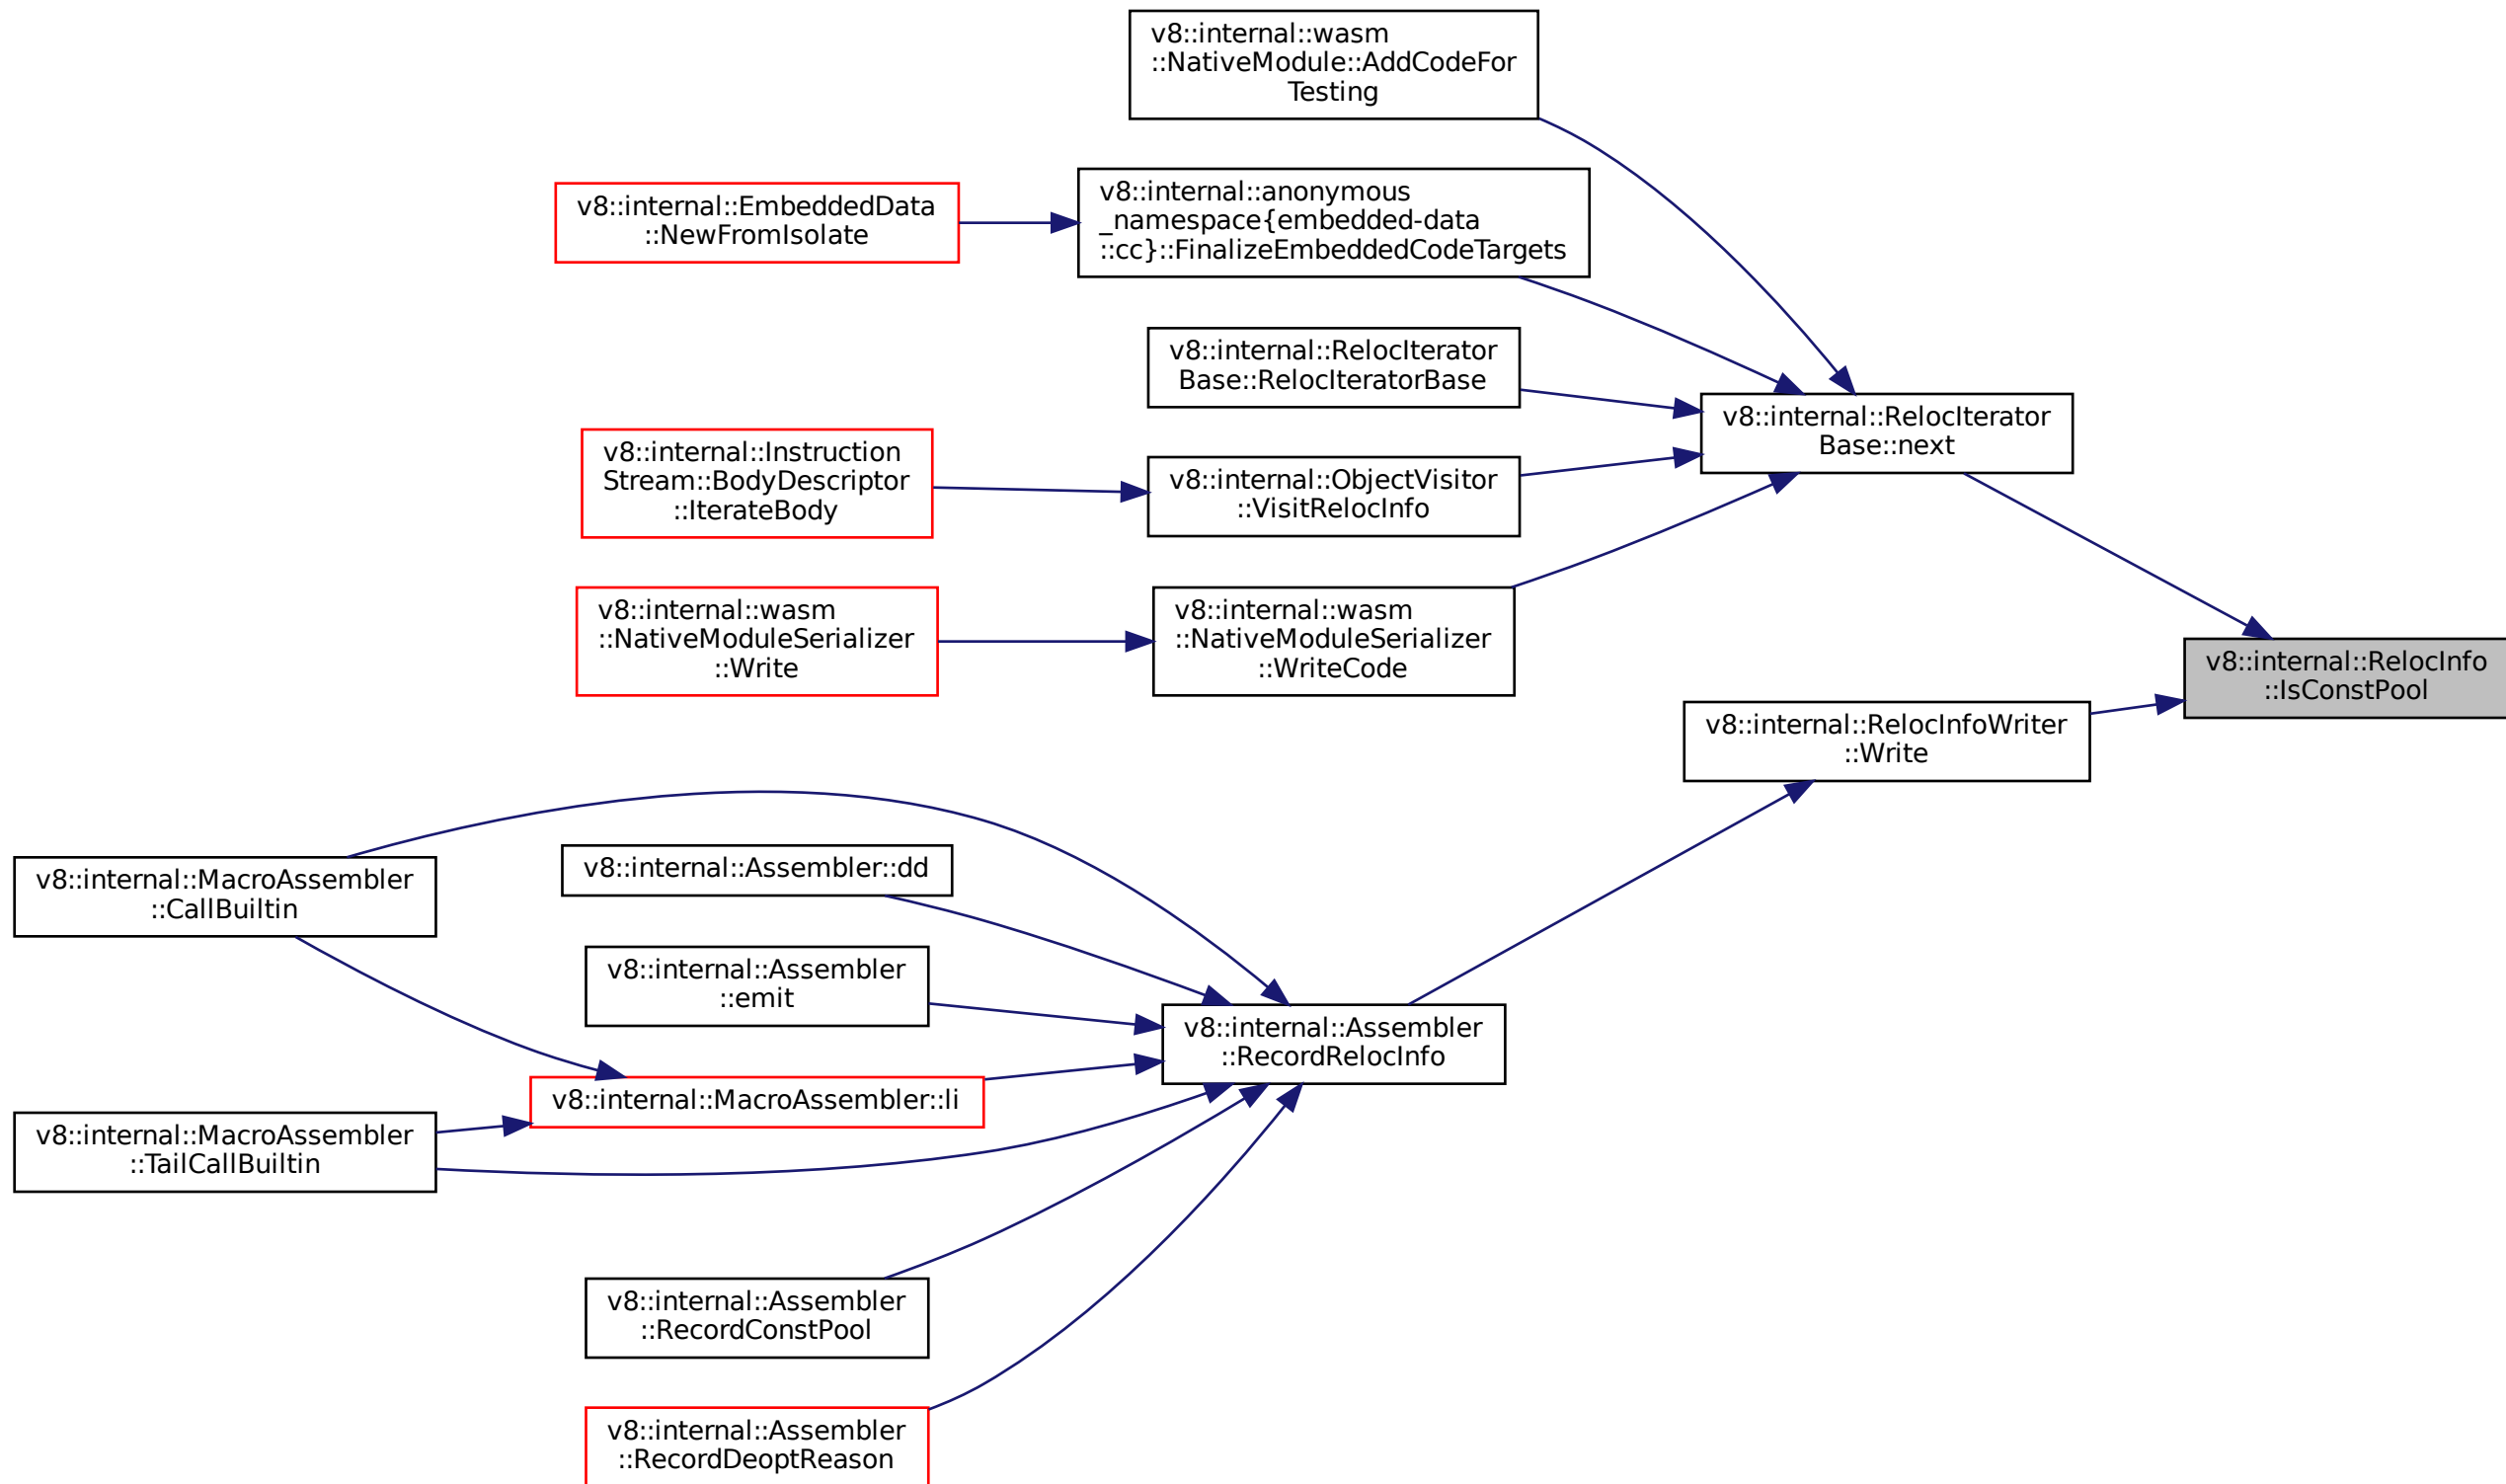 v8::internal::wasm
::NativeModule::AddCodeFor
Testing
v8::internal::EmbeddedData
::NewFromIsolate
v8::internal::anonymous
_namespace{embedded-data
::cc}::FinalizeEmbeddedCodeTargets
v8::internal::RelocIterator
Base::RelocIteratorBase
v8::internal::RelocIterator
Base::next
v8::internal::Instruction
Stream::BodyDescriptor
::IterateBody
v8::internal::ObjectVisitor
::VisitRelocInfo
v8::internal::wasm
::NativeModuleSerializer
::Write
v8::internal::wasm
::NativeModuleSerializer
::WriteCode
v8::internal::RelocInfo
::IsConstPool
v8::internal::RelocInfoWriter
::Write
v8::internal::MacroAssembler
::CallBuiltin
v8::internal::Assembler::dd
v8::internal::Assembler
::emit
v8::internal::Assembler
::RecordRelocInfo
v8::internal::MacroAssembler::li
v8::internal::MacroAssembler
::TailCallBuiltin
v8::internal::Assembler
::RecordConstPool
v8::internal::Assembler
::RecordDeoptReason